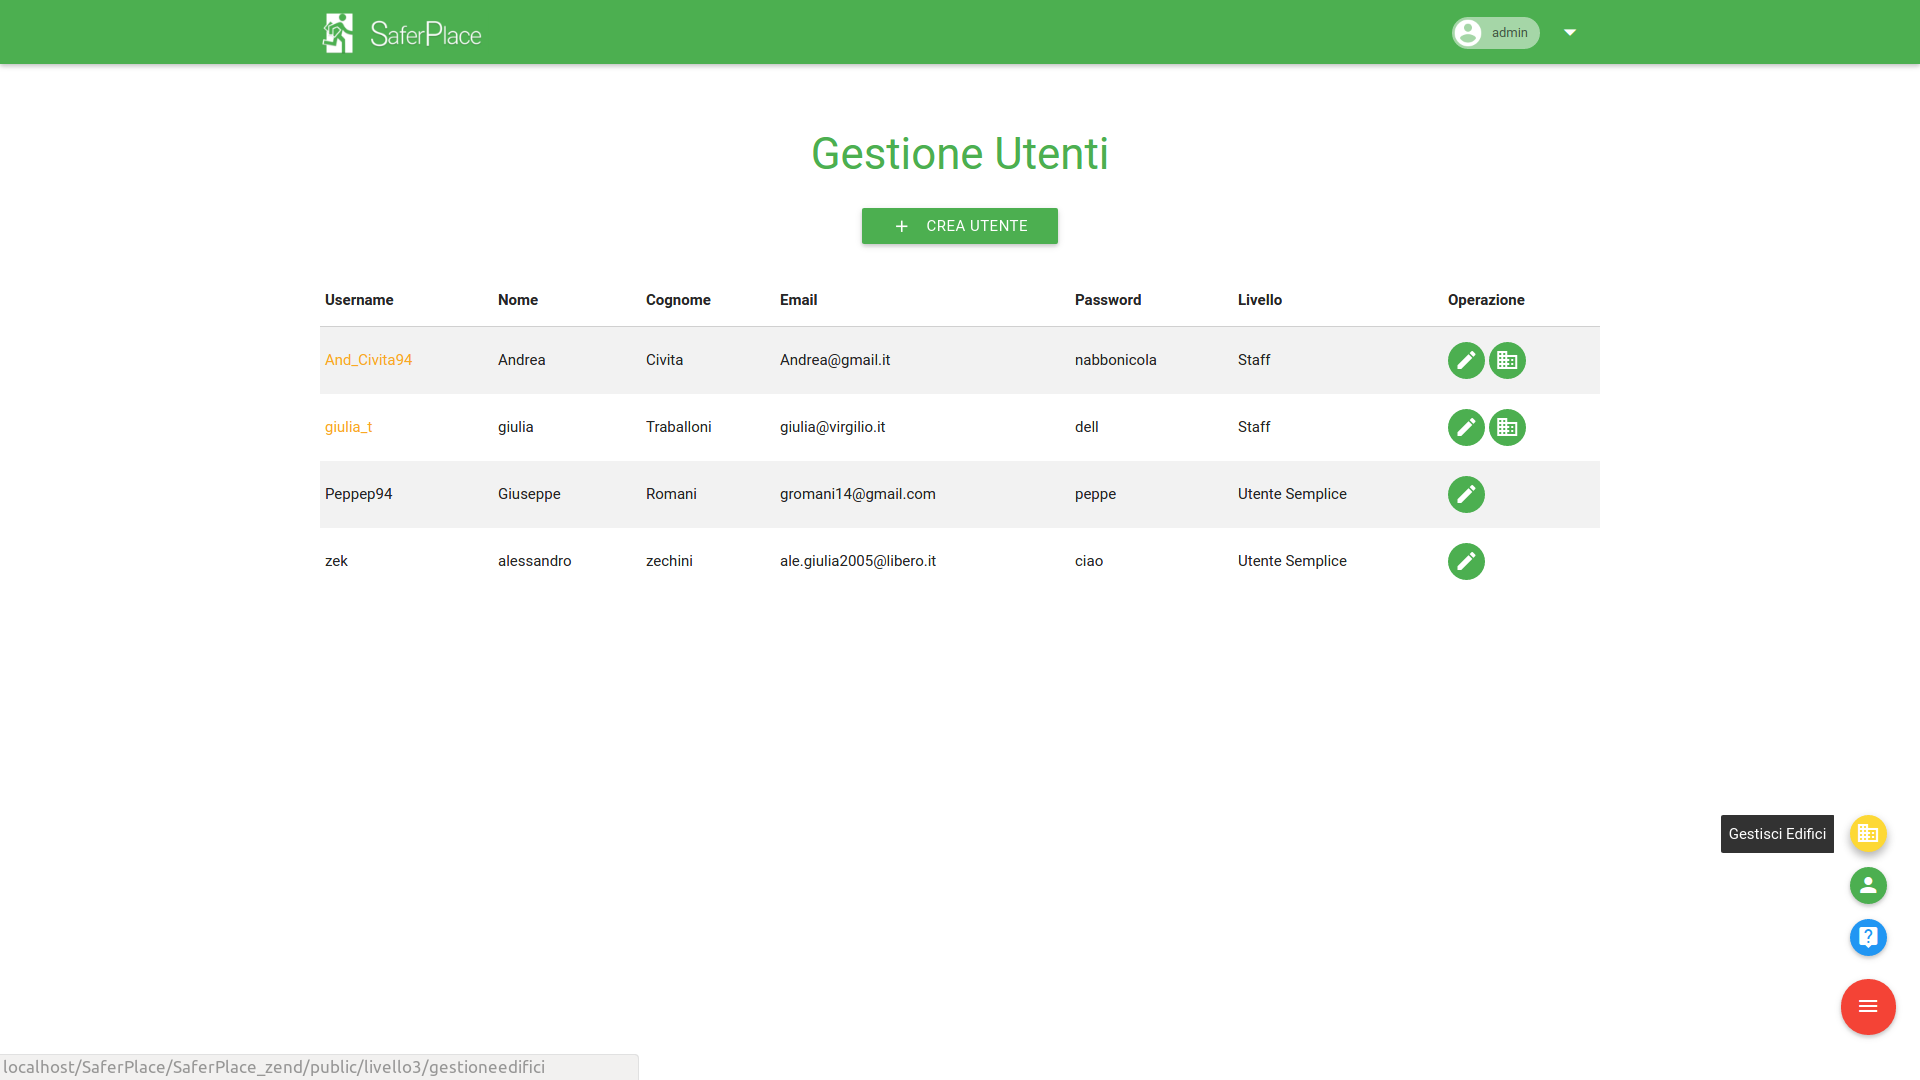 SaferPlace
admin
Gestione Utenti
+ CREA UTENTE
Username Nome Cognome Email Password Livello Operazione
And_Civita94 Andrea Civita Andrea@gmail.it nabbonicola Staff
giulia_t giulia Traballoni giulia@virgilio.it dell Staff
Peppep94 Giuseppe Romani gromani14@gmail.com peppe Utente Semplice
zek alessandro zechini ale.giulia2005@libero.it ciao Utente Semplice
Gestisci Edifici
?
localhost/SaferPlace/SaferPlace_zend/public/livello3/gestioneedifici